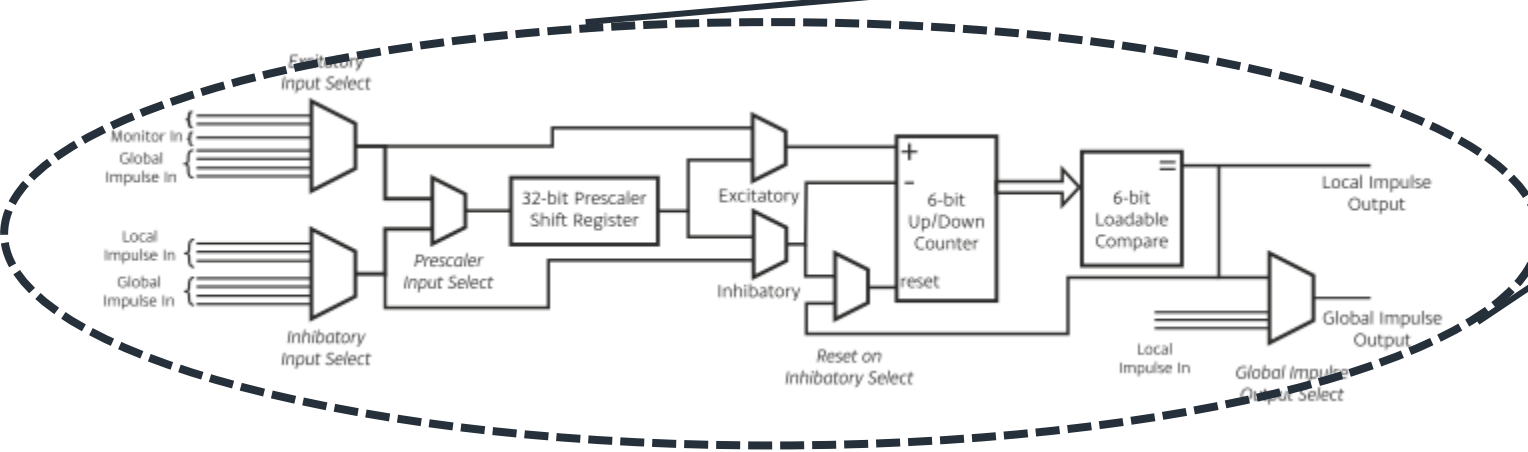 Excitatory
Input Select
Monitor In
Global
Impulse In
Local
Impulse In
Global
Impulse In
Inhibatory
Input Select
Prescaler
Input Select
32-bit Prescaler
Shift Register
Excitatory
Inhibatory
+
-
6-bit
Up/Down
Counter
reset
Reset on
Inhibatory Select
=
6-bit
Loadable
Compare
Local Impulse
Output
Local
Impulse In
Global Impulse
Output
Global Impulse
Output Select